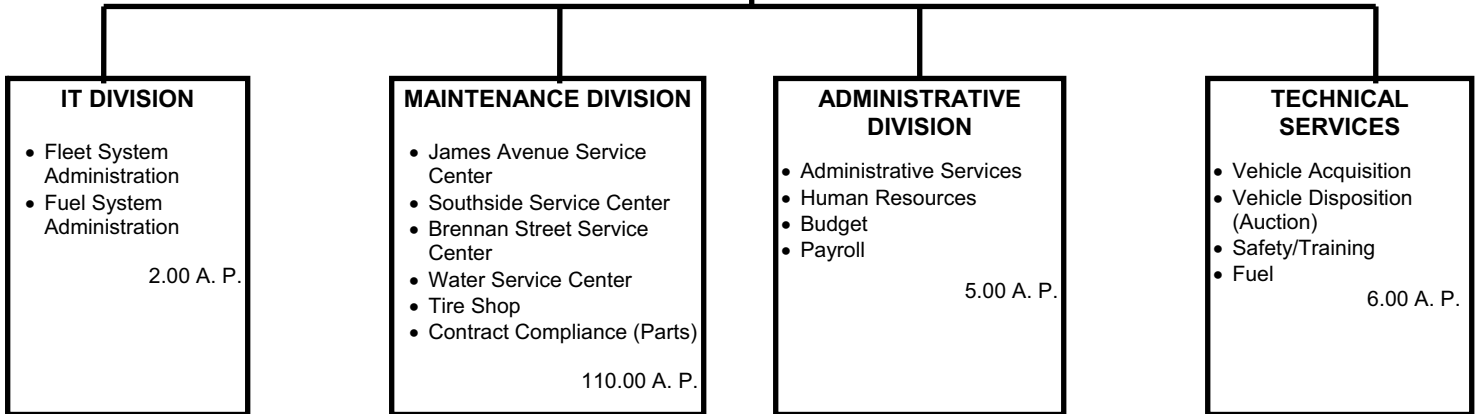 IT DIVISION
• Fleet System
Administration
• Fuel System
Administration
2.00 A. P.
MAINTENANCE DIVISION
• James Avenue Service
Center
• Southside Service Center
• Brennan Street Service
Center
• Water Service Center
• Tire Shop
• Contract Compliance (Parts)
110.00 A. P.
ADMINISTRATIVE
DIVISION
• Administrative Services
• Human Resources
• Budget
• Payroll
5.00 A. P.
TECHNICAL
SERVICES
• Vehicle Acquisition
• Vehicle Disposition
(Auction)
• Safety/Training
• Fuel
6.00 A. P.